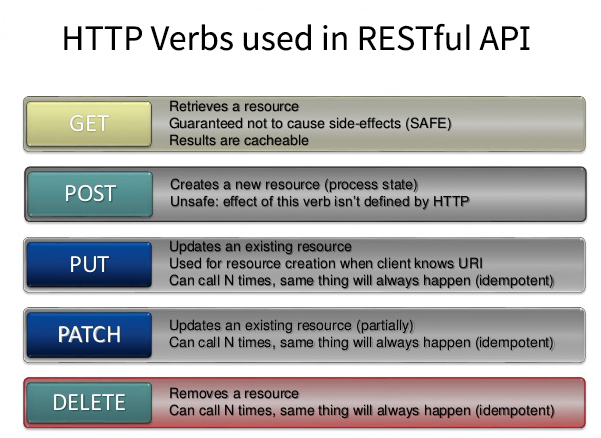 HTTP Verbs used in RESTful API
GET
Retrieves a resource
Guaranteed not to cause side-effects (SAFE)
Results are cacheable
POST
Creates a new resource (process state)
Unsafe: effect of this verb isn't defined by HTTP
PUT
Updates an existing resource
Used for resource creation when client knows URI
Can call N times, same thing will always happen (idempotent)
PATCH
Updates an existing resource (partially)
Can call N times, same thing will always happen (idempotent)
DELETE
Removes a resource
Can call N times, same thing will always happen (idempotent)